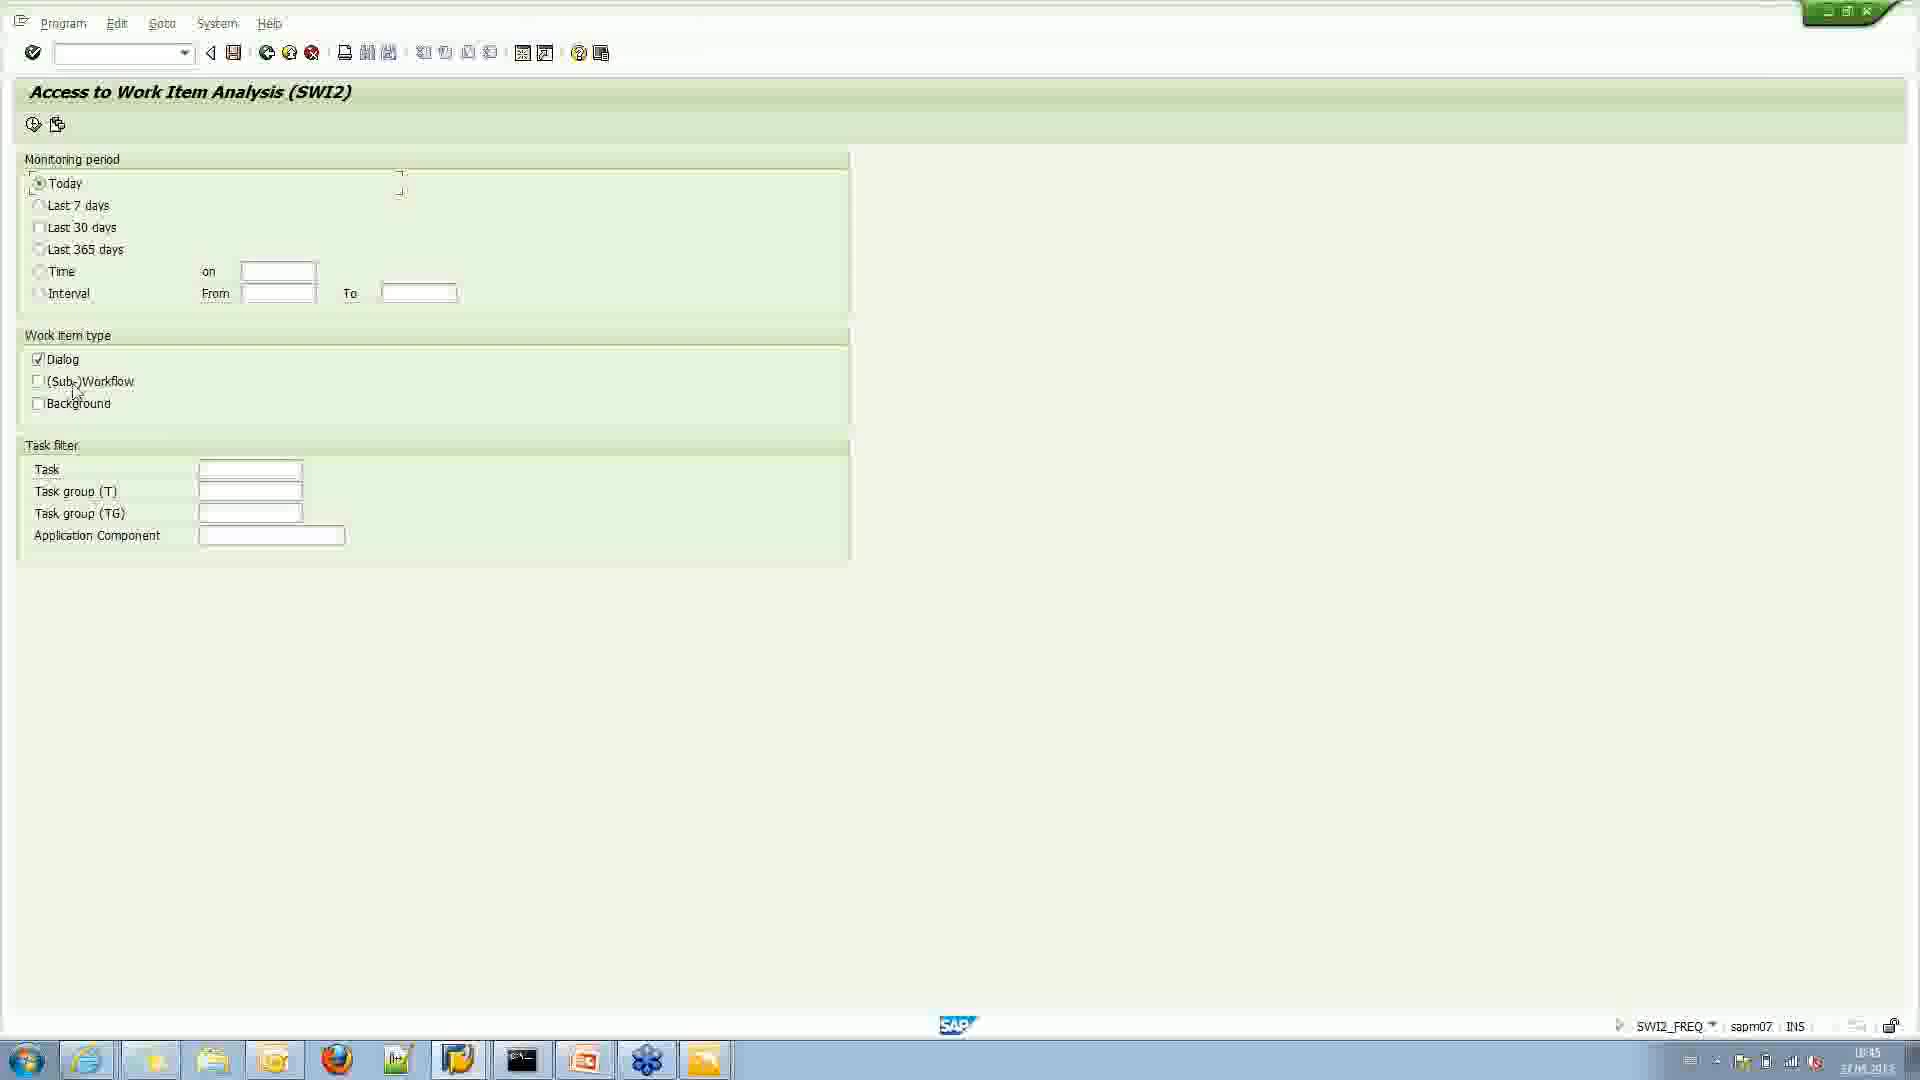 Program Edit Goto System Help
Access to Work Item Analysis (SWI2)
Monitoring period
Today
Last 7 days
Last 30 days
Last 365 days
Time on
Interval From To
Work item type
Dialog
(Sub-)Workflow
Background
Task filter
Task
Task group (T)
Task group (TG)
Application Component
SAP SWI2_FREQ sapm07 INS